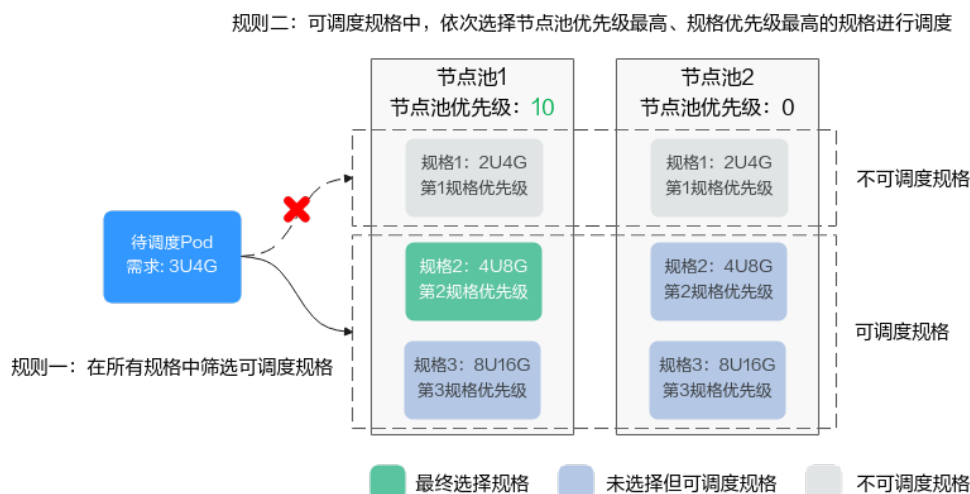 规则二：可调度规格中，依次选择节点池优先级最高、规格优先级最高的规格进行调度
节点池1
节点池优先级：10
节点池2
节点池优先级：0
规格1：2U4G
第1规格优先级
规格1：2U4G
第1规格优先级
不可调度规格
待调度Pod
需求: 3U4G
规格2：4U8G
第2规格优先级
规格2：4U8G
第2规格优先级
可调度规格
规则一：在所有规格中筛选可调度规格
规格3：8U16G
第3规格优先级
规格3：8U16G
第3规格优先级
最终选择规格
未选择但可调度规格
不可调度规格